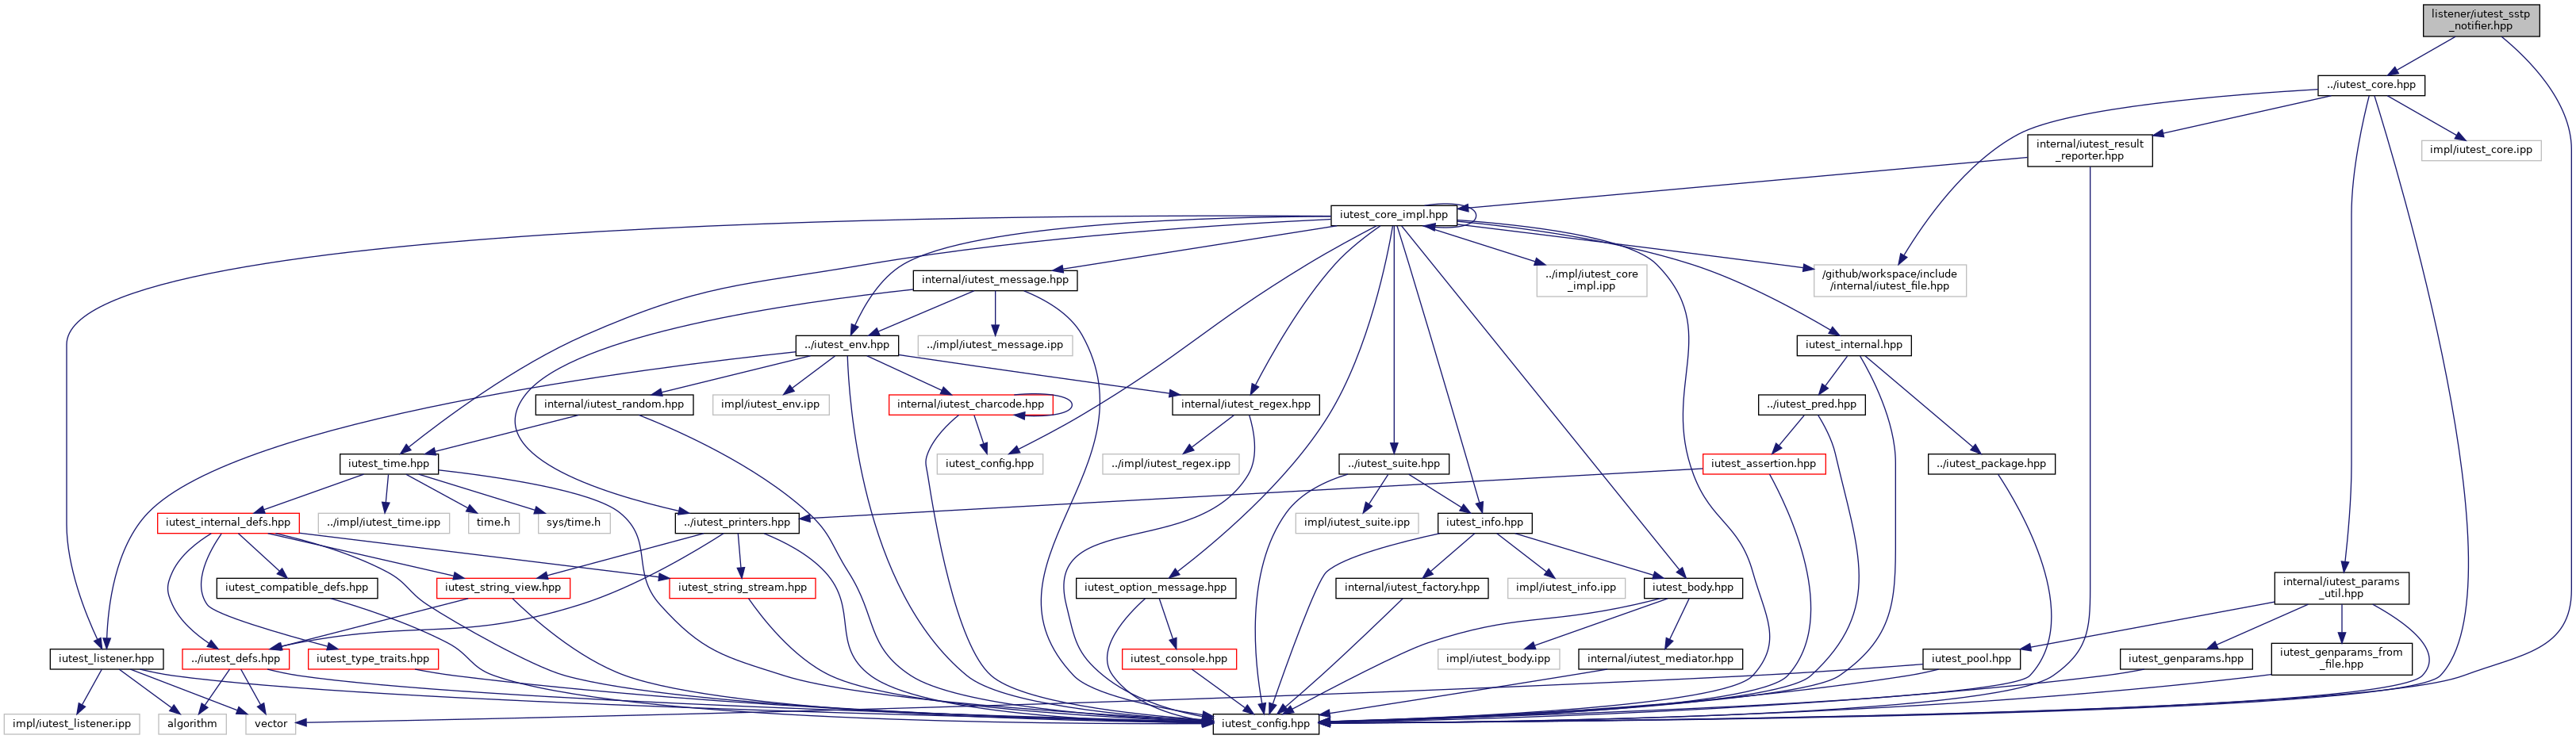 listener/iutest_sstp
_notifier.hpp
../iutest_core.hpp
internal/iutest_result
_reporter.hpp
impl/iutest_core.ipp
iutest_core_impl.hpp
internal/iutest_message.hpp
../impl/iutest_core
_impl.ipp
/github/workspace/include
/internal/iutest_file.hpp
../iutest_env.hpp
../impl/iutest_message.ipp
iutest_internal.hpp
internal/iutest_random.hpp
impl/iutest_env.ipp
internal/iutest_charcode.hpp
internal/iutest_regex.hpp
../iutest_pred.hpp
iutest_time.hpp
iutest_config.hpp
../impl/iutest_regex.ipp
../iutest_suite.hpp
iutest_assertion.hpp
../iutest_package.hpp
iutest_internal_defs.hpp
../impl/iutest_time.ipp
time.h
sys/time.h
../iutest_printers.hpp
impl/iutest_suite.ipp
iutest_info.hpp
iutest_compatible_defs.hpp
iutest_string_view.hpp
iutest_string_stream.hpp
iutest_option_message.hpp
internal/iutest_factory.hpp
impl/iutest_info.ipp
iutest_body.hpp
internal/iutest_params
_util.hpp
iutest_listener.hpp
../iutest_defs.hpp
iutest_type_traits.hpp
iutest_console.hpp
impl/iutest_body.ipp
internal/iutest_mediator.hpp
iutest_pool.hpp
iutest_genparams.hpp
iutest_genparams_from
_file.hpp
impl/iutest_listener.ipp
algorithm
vector
iutest_config.hpp